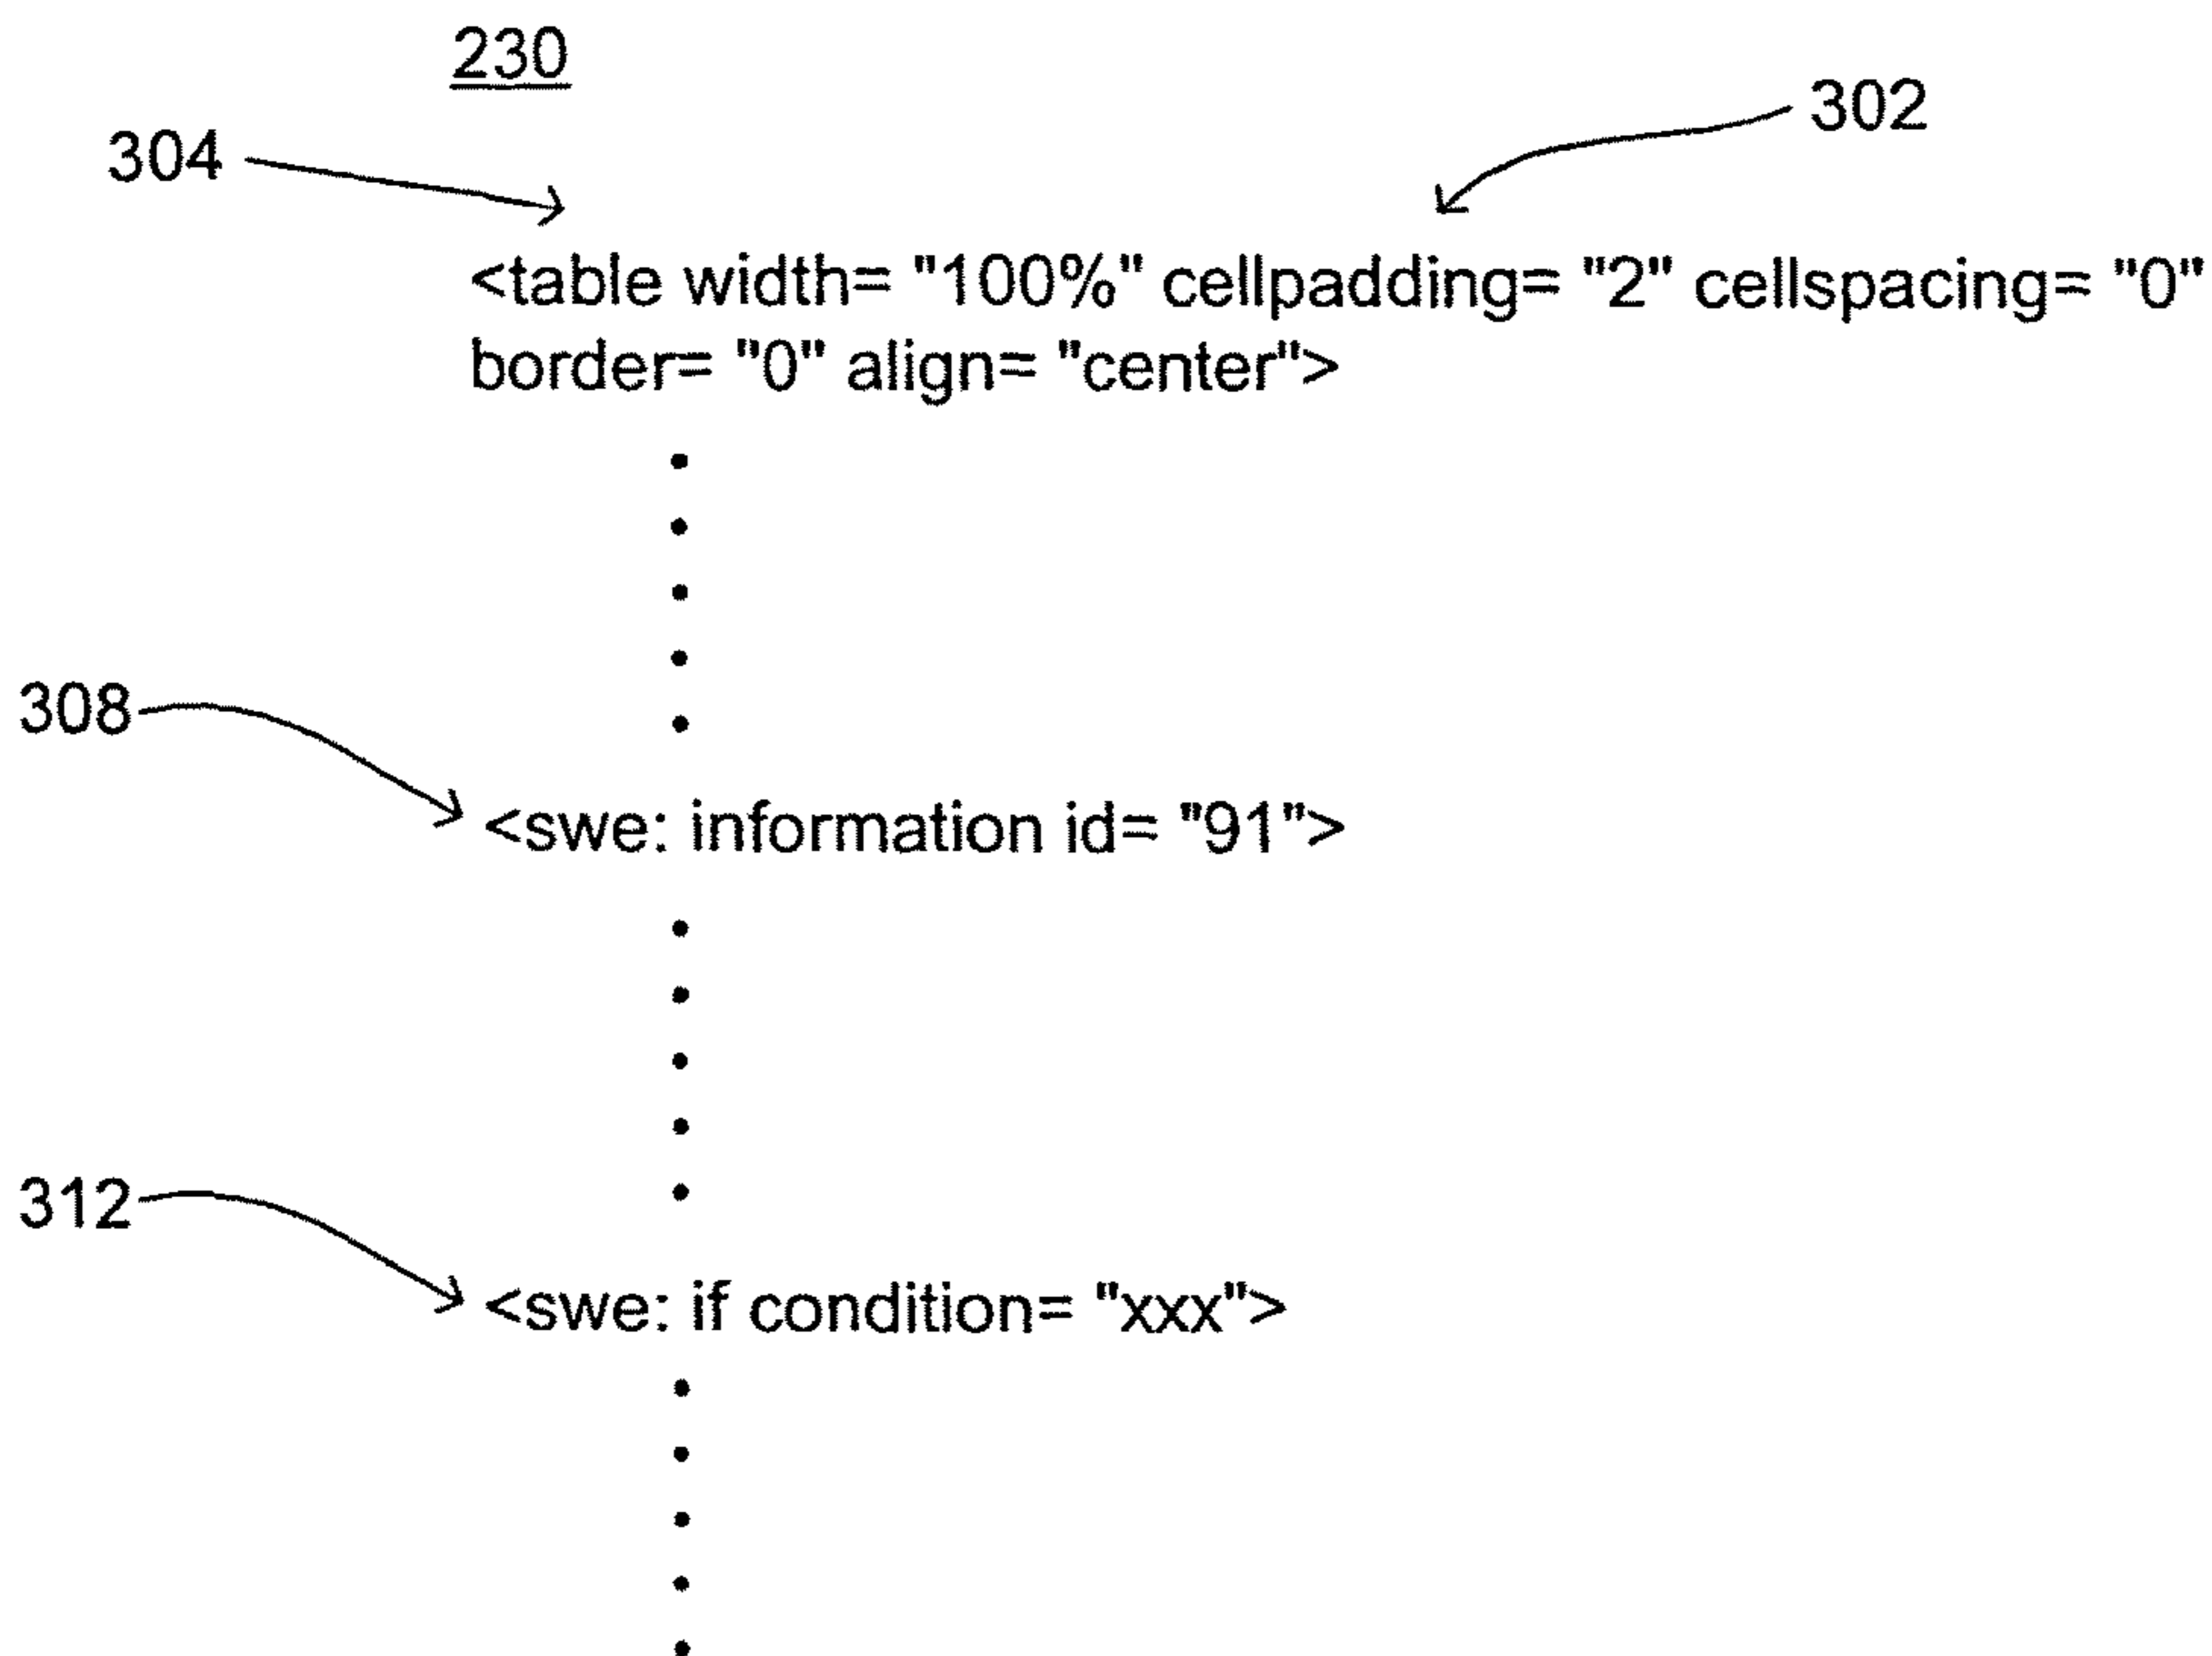 230
302
304
<table width= "100%" cellpadding= "2" cellspacing= "0"
border= "0" align= "center">
308
<swe: information id= "91">
312
<swe: if condition= "xxx">